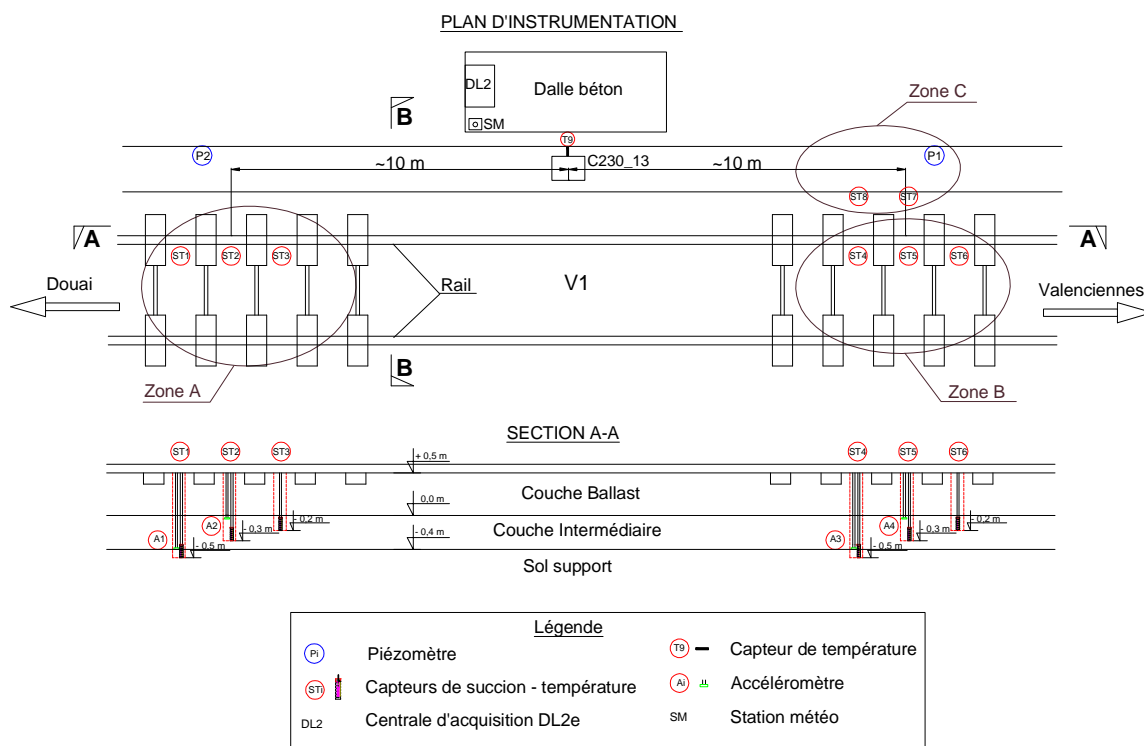 PLAN D'INSTRUMENTATION
DL2
Dalle béton
SM
Zone C
B
T9
P2
~10 m
C230_13
~10 m
P1
ST8
ST7
A
A
ST1
ST2
ST3
ST4
ST5
ST6
Douai
Rail
V1
Valenciennes
B
Zone A
Zone B
SECTION A-A
ST1
ST2
ST3
ST4
ST5
ST6
+ 0,5 m
Couche Ballast
0,0 m
A2
- 0,3 m
- 0,2 m
Couche Intermédiaire
A4
- 0,3 m
- 0,2 m
A1
- 0,5 m
- 0,4 m
A3
- 0,5 m
Sol support
Légende
Pi
Piézomètre
T9
Capteur de température
STi
Capteurs de succion - température
Ai
Accéléromètre
DL2
Centrale d'acquisition DL2e
SM
Station météo